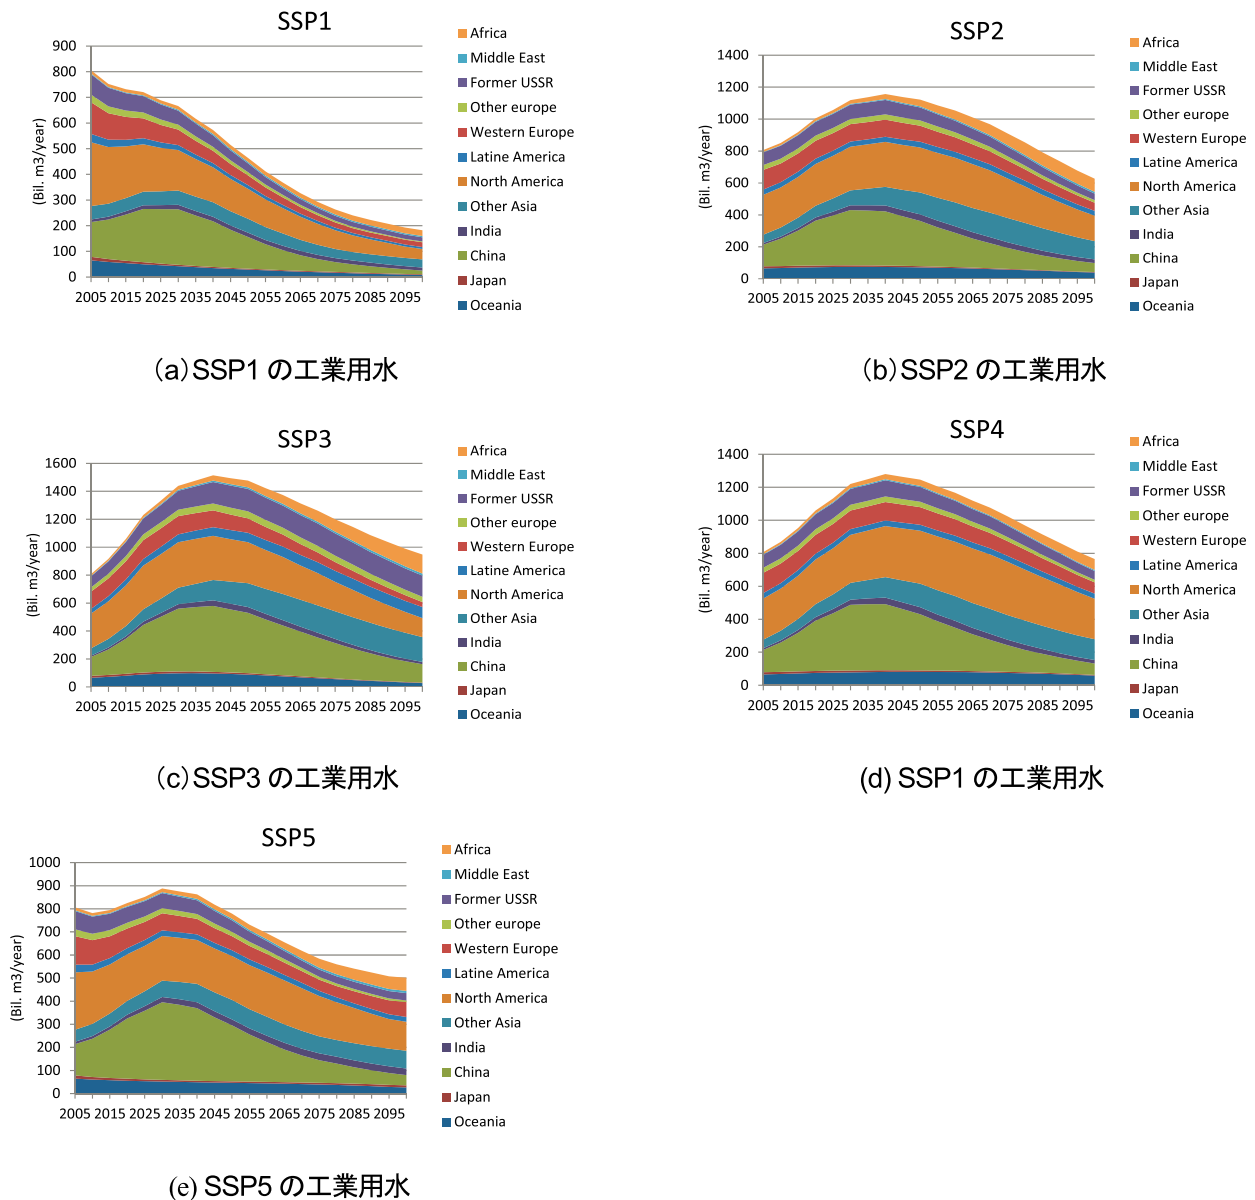 SSP1
(Bil. m3/year)
900
800
700
600
500
400
300
200
100
0
2005 2015 2025 2035 2045 2055 2065 2075 2085 2095
Africa
Middle East
Former USSR
Other europe
Western Europe
Latine America
North America
Other Asia
India
China
Japan
Oceania
(a)SSP1 の工業用水
SSP2
(Bil. m3/year)
1400
1200
1000
800
600
400
200
0
2005 2015 2025 2035 2045 2055 2065 2075 2085 2095
Africa
Middle East
Former USSR
Other europe
Western Europe
Latine America
North America
Other Asia
India
China
Japan
Oceania
(b)SSP2 の工業用水
SSP3
(Bil. m3/year)
1600
1400
1200
1000
800
600
400
200
0
2005 2015 2025 2035 2045 2055 2065 2075 2085 2095
Africa
Middle East
Former USSR
Other europe
Western Europe
Latine America
North America
Other Asia
India
China
Japan
Oceania
(c)SSP3 の工業用水
SSP4
(Bil. m3/year)
1400
1200
1000
800
600
400
200
0
2005 2015 2025 2035 2045 2055 2065 2075 2085 2095
Africa
Middle East
Former USSR
Other europe
Western Europe
Latine America
North America
Other Asia
India
China
Japan
Oceania
(d) SSP1 の工業用水
SSP5
(Bil. m3/year)
1000
900
800
700
600
500
400
300
200
100
0
2005 2015 2025 2035 2045 2055 2065 2075 2085 2095
Africa
Middle East
Former USSR
Other europe
Western Europe
Latine America
North America
Other Asia
India
China
Japan
Oceania
(e) SSP5 の工業用水